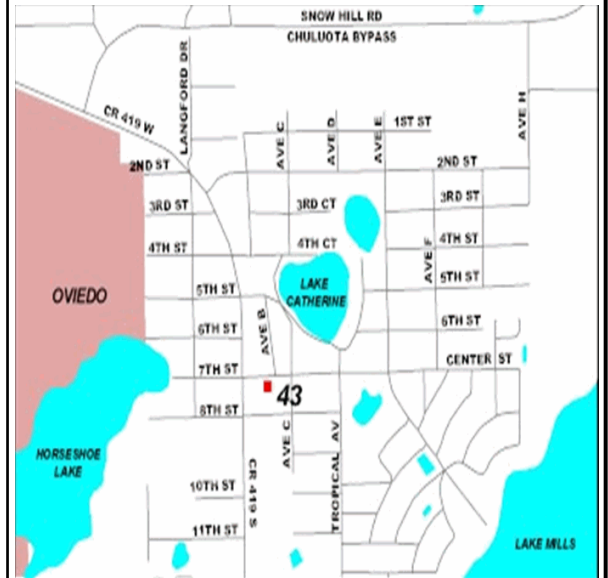 SNOW HILL RD
CHULUOTA BYPASS
LANGFORD DR
CR 419 W
AVE C
AVE D
AVE E
1ST ST
AVE H
2ND ST
2ND ST
3RD ST
3RD CT
3RD ST
4TH ST
4TH CT
4TH ST
AVE F
OVIEDO
5TH ST
LAKE
CATHERINE
5TH ST
AVE B
6TH ST
6TH ST
7TH ST
CENTER ST
43
8TH ST
AVE C
TROPICAL AV
HORSESHOE
LAKE
CR 419 S
10TH ST
11TH ST
LAKE MILLS